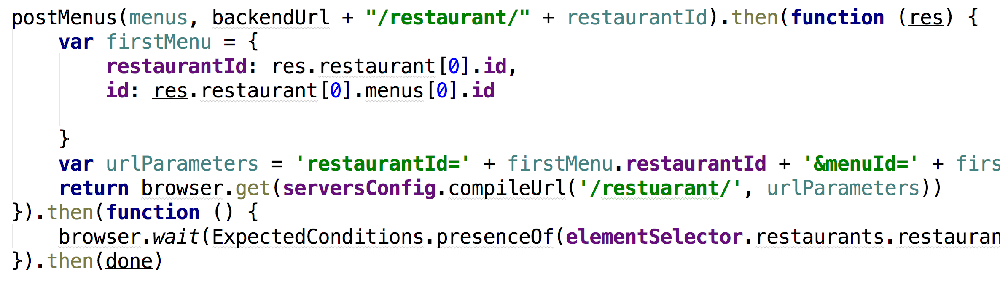 postMenus(menus, backendUrl + "/restaurant/" + restaurantId).then(function (res) {
var firstMenu = {
restaurantId: res.restaurant[0].id,
id: res.restaurant[0].menus[0].id
}
var urlParameters = 'restaurantId=' + firstMenu.restaurantId + '&menuId=' + firs
return browser.get(serversConfig.compileUrl('/restuarant/', urlParameters))
}).then(function () {
browser.wait(ExpectedConditions.presenceOf(elementSelector.restaurants.restauran
}).then(done)